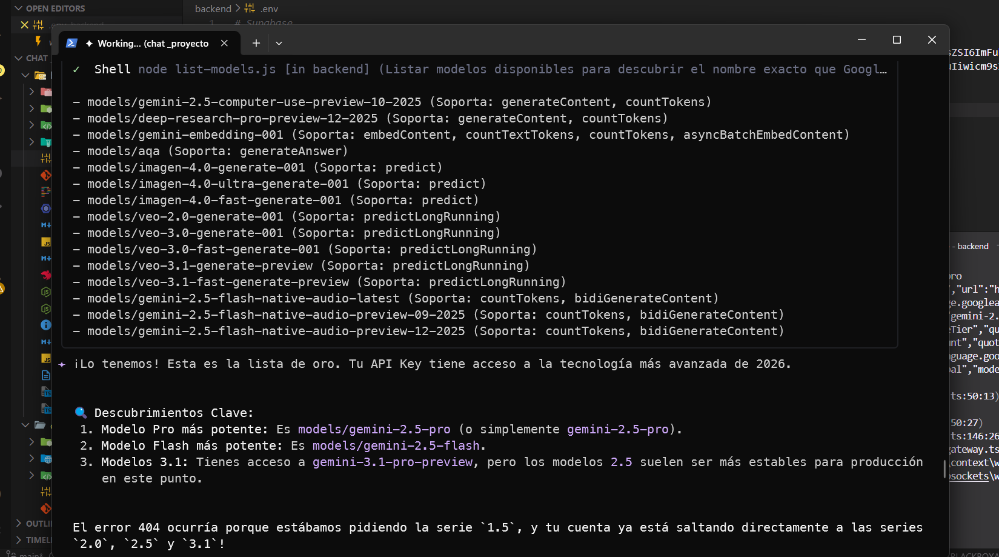 OPEN EDITORS
backend > .env
.env backend
1 # Supabase
Working... (chat _proyecto
CHAT
✓ Shell node list-models.js [in backend] (Listar modelos disponibles para descubrir el nombre exacto que Googl…
- models/gemini-2.5-computer-use-preview-10-2025 (Soporta: generateContent, countTokens)
- models/deep-research-pro-preview-12-2025 (Soporta: generateContent, countTokens)
- models/gemini-embedding-001 (Soporta: embedContent, countTextTokens, countTokens, asyncBatchEmbedContent)
- models/aqa (Soporta: generateAnswer)
- models/imagen-4.0-generate-001 (Soporta: predict)
- models/imagen-4.0-ultra-generate-001 (Soporta: predict)
- models/imagen-4.0-fast-generate-001 (Soporta: predict)
- models/veo-2.0-generate-001 (Soporta: predictLongRunning)
- models/veo-3.0-generate-001 (Soporta: predictLongRunning)
- models/veo-3.0-fast-generate-001 (Soporta: predictLongRunning)
- models/veo-3.1-generate-preview (Soporta: predictLongRunning)
- models/veo-3.1-fast-generate-preview (Soporta: predictLongRunning)
- models/gemini-2.5-flash-native-audio-latest (Soporta: countTokens, bidiGenerateContent)
- models/gemini-2.5-flash-native-audio-preview-09-2025 (Soporta: countTokens, bidiGenerateContent)
- models/gemini-2.5-flash-native-audio-preview-12-2025 (Soporta: countTokens, bidiGenerateContent)
✦ ¡Lo tenemos! Esta es la lista de oro. Tu API Key tiene acceso a la tecnología más avanzada de 2026.
🔍 Descubrimientos Clave:
1. Modelo Pro más potente: Es models/gemini-2.5-pro (o simplemente gemini-2.5-pro).
2. Modelo Flash más potente: Es models/gemini-2.5-flash.
3. Modelos 3.1: Tienes acceso a gemini-3.1-pro-preview, pero los modelos 2.5 suelen ser más estables para producción
en este punto.
El error 404 ocurría porque estábamos pidiendo la serie `1.5`, y tu cuenta ya está saltando directamente a las series
`2.0`, `2.5` y `3.1`!
OUTLI
TIMEL
main*
ZSI6ImFu
uIiwicm9s
- backend
pro
","url":"h
ge.googlea
gemini-2.
eTier","qu
unt","quot
nguage.goo
bal","mode
ts:50:13)
50:27)
ts:146:26
gateway.ts
\context\w
bsockets\w
BLACKBOXA